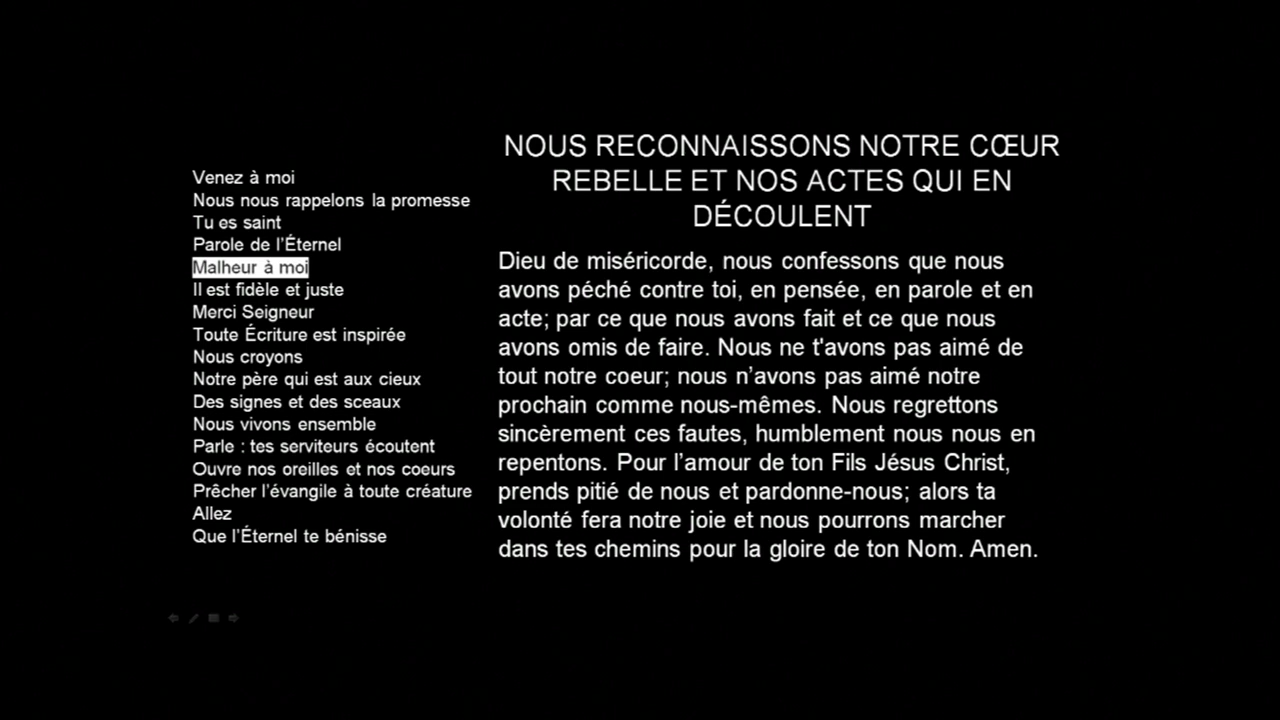 Venez à moi
Nous nous rappelons la promesse
Tu es saint
Parole de l’Éternel
Malheur à moi
Il est fidèle et juste
Merci Seigneur
Toute Écriture est inspirée
Nous croyons
Notre père qui est aux cieux
Des signes et des sceaux
Nous vivons ensemble
Parle : tes serviteurs écoutent
Ouvre nos oreilles et nos coeurs
Prêcher l’évangile à toute créature
Allez
Que l’Éternel te bénisse
NOUS RECONNAISSONS NOTRE CŒUR
REBELLE ET NOS ACTES QUI EN
DÉCOULENT
Dieu de miséricorde, nous confessons que nous
avons péché contre toi, en pensée, en parole et en
acte; par ce que nous avons fait et ce que nous
avons omis de faire. Nous ne t'avons pas aimé de
tout notre coeur; nous n’avons pas aimé notre
prochain comme nous-mêmes. Nous regrettons
sincèrement ces fautes, humblement nous nous en
repentons. Pour l’amour de ton Fils Jésus Christ,
prends pitié de nous et pardonne-nous; alors ta
volonté fera notre joie et nous pourrons marcher
dans tes chemins pour la gloire de ton Nom. Amen.